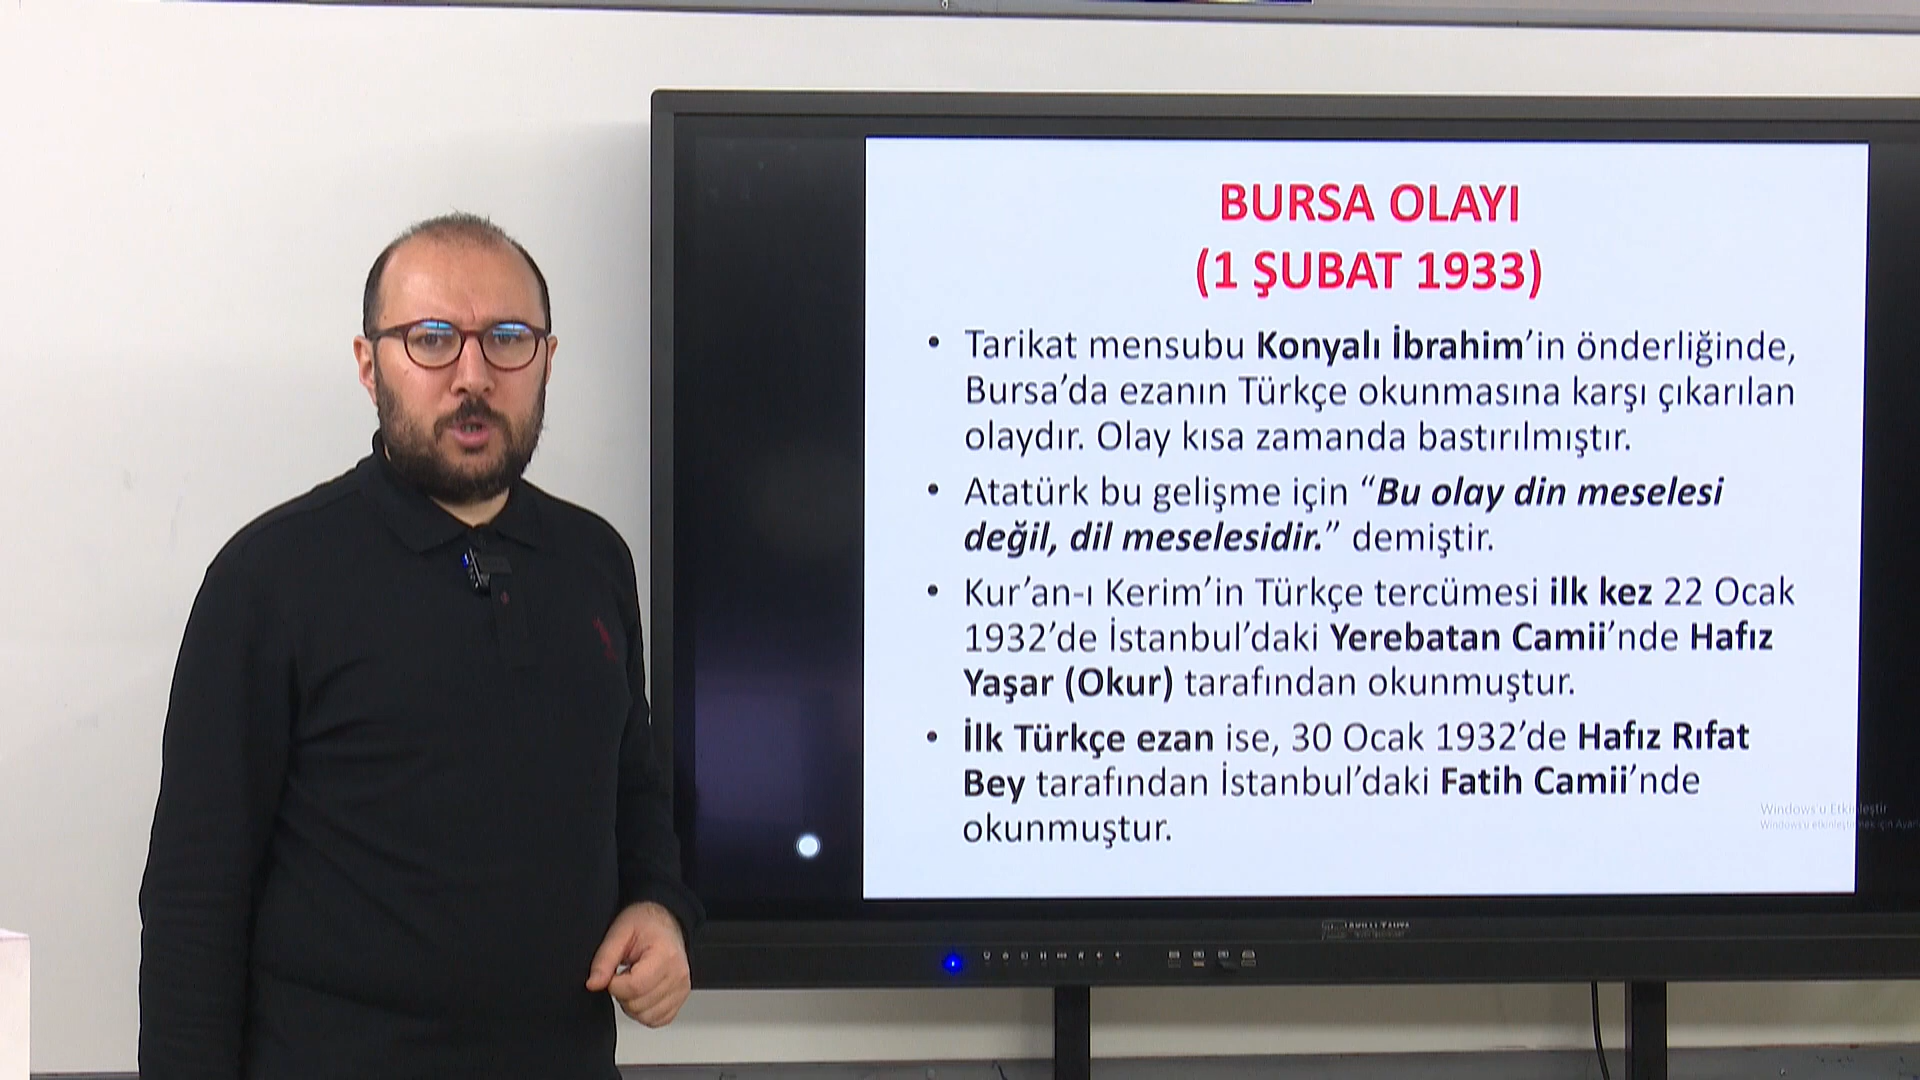 BURSA OLAYI
(1 ŞUBAT 1933)
• Tarikat mensubu Konyalı İbrahim’in önderliğinde,
Bursa’da ezanın Türkçe okunmasına karşı çıkarılan
olaydır. Olay kısa zamanda bastırılmıştır.
• Atatürk bu gelişme için “Bu olay din meselesi
değil, dil meselesidir.” demiştir.
• Kur’an-ı Kerim’in Türkçe tercümesi ilk kez 22 Ocak
1932’de İstanbul’daki Yerebatan Camii’nde Hafız
Yaşar (Okur) tarafından okunmuştur.
• İlk Türkçe ezan ise, 30 Ocak 1932’de Hafız Rıfat
Bey tarafından İstanbul’daki Fatih Camii’nde
okunmuştur.
Windows'u Etkinleştir
Windows'u etkinleştirmek için Ayarl